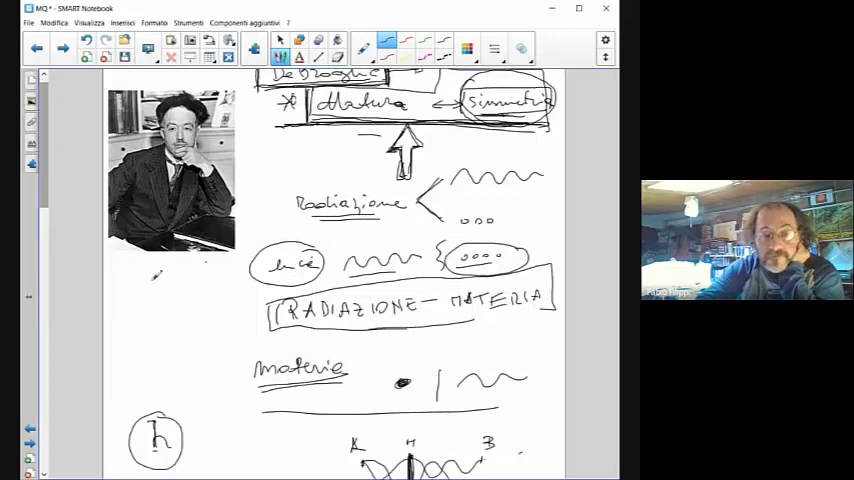 MQ * - SMART Notebook
File Modifica Visualizza Inserisci Formato Strumenti Componenti aggiuntivi ?
De Broglie
* Natura ↔ simmetria
Radiazione
luce
RADIAZIONE - MATERIA
materia
h
A M B